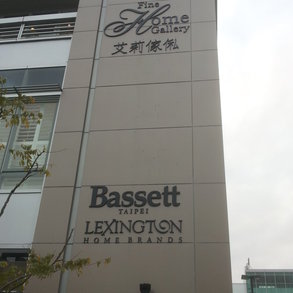 Fine
Home
Gallery
艾莉傢俬
Bassett
TAIPEI
LEXINGTON
HOME BRANDS